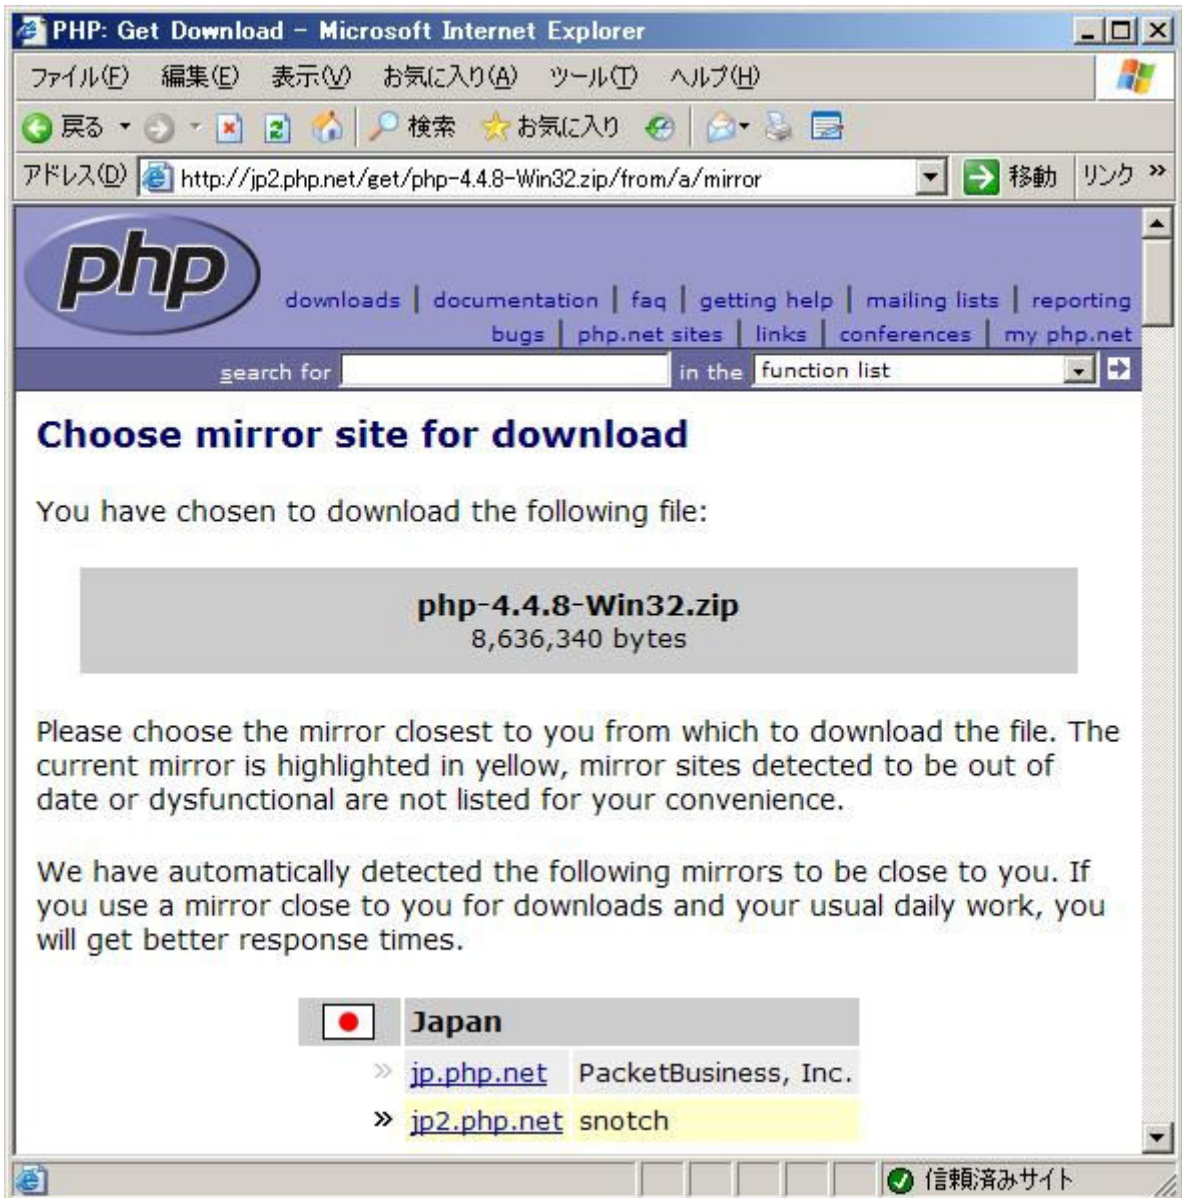 PHP: Get Download - Microsoft Internet Explorer
ファイル(F) 編集(E) 表示(V) お気に入り(A) ツール(T) ヘルプ(H)
戻る 検索 お気に入り
アドレス(D) http://jp2.php.net/get/php-4.4.8-Win32.zip/from/a/mirror 移動 リンク »
php
downloads | documentation | faq | getting help | mailing lists | reporting
bugs | php.net sites | links | conferences | my php.net
search for in the function list
Choose mirror site for download
You have chosen to download the following file:
php-4.4.8-Win32.zip
8,636,340 bytes
Please choose the mirror closest to you from which to download the file. The
current mirror is highlighted in yellow, mirror sites detected to be out of
date or dysfunctional are not listed for your convenience.
We have automatically detected the following mirrors to be close to you. If
you use a mirror close to you for downloads and your usual daily work, you
will get better response times.
Japan
» jp.php.net PacketBusiness, Inc.
» jp2.php.net snotch
信頼済みサイト